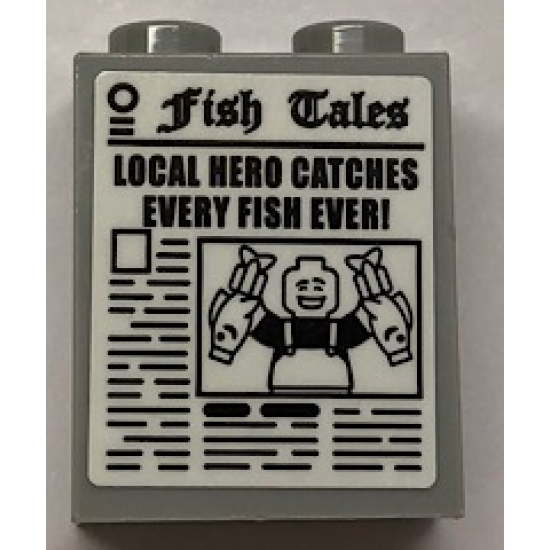 Fish Tales
LOCAL HERO CATCHES
EVERY FISH EVER!